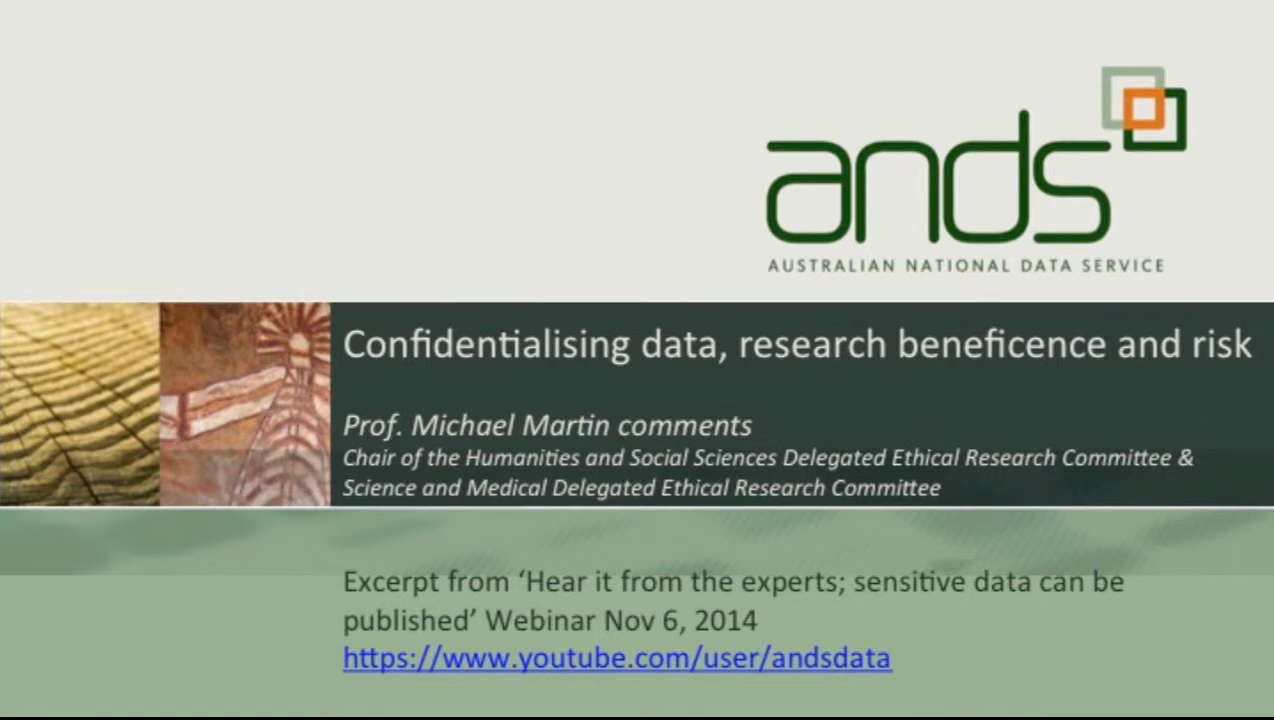 ands
AUSTRALIAN NATIONAL DATA SERVICE
Confidentialising data, research beneficence and risk
Prof. Michael Martin comments
Chair of the Humanities and Social Sciences Delegated Ethical Research Committee &
Science and Medical Delegated Ethical Research Committee
Excerpt from ‘Hear it from the experts; sensitive data can be
published’ Webinar Nov 6, 2014
https://www.youtube.com/user/andsdata